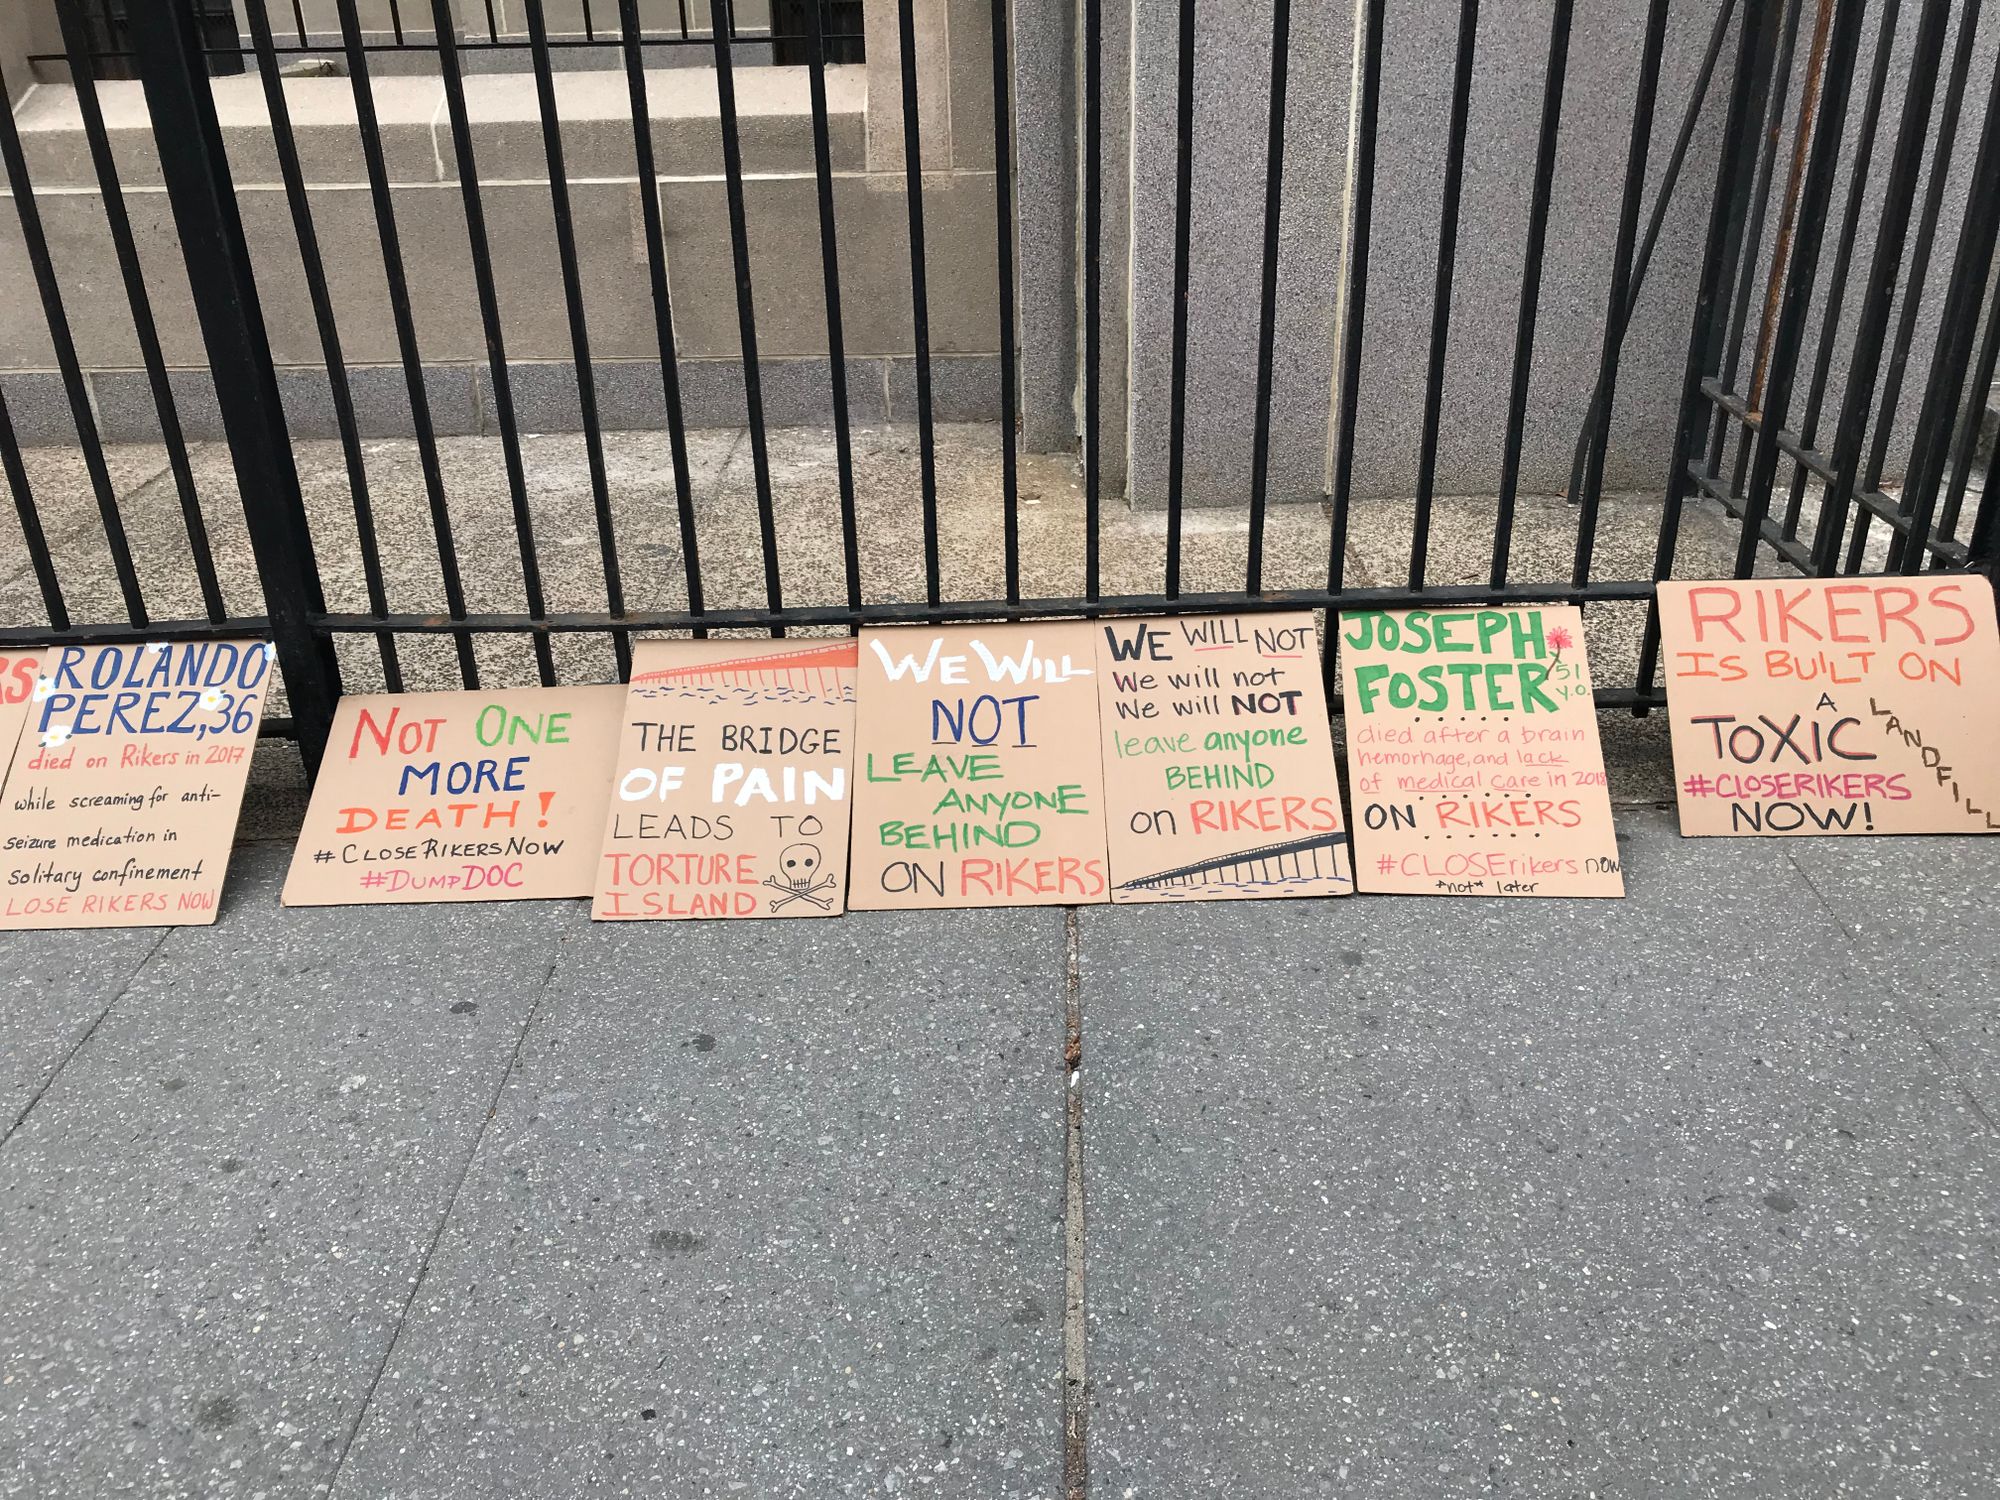 RS
ROLANDO
PEREZ, 36
died on Rikers in 2017
while screaming for anti-
seizure medication in
solitary confinement
LOSE RIKERS NOW
NOT ONE
MORE
DEATH!
#CLOSERIKERSNOW
#DUMPDOC
THE BRIDGE
OF PAIN
LEADS TO
TORTURE
ISLAND
WE WILL
NOT
LEAVE
ANYONE
BEHIND
ON RIKERS
WE WILL NOT
We will not
We will NOT
leave anyone
BEHIND
on RIKERS
JOSEPH
FOSTER, 51
y.o.
died after a brain
hemorrhage, and lack
of medical care in 2018
ON RIKERS
#CLOSErikers now
*not* later
RIKERS
IS BUILT ON
A
TOXIC LANDFILL
#CLOSERIKERS
NOW!